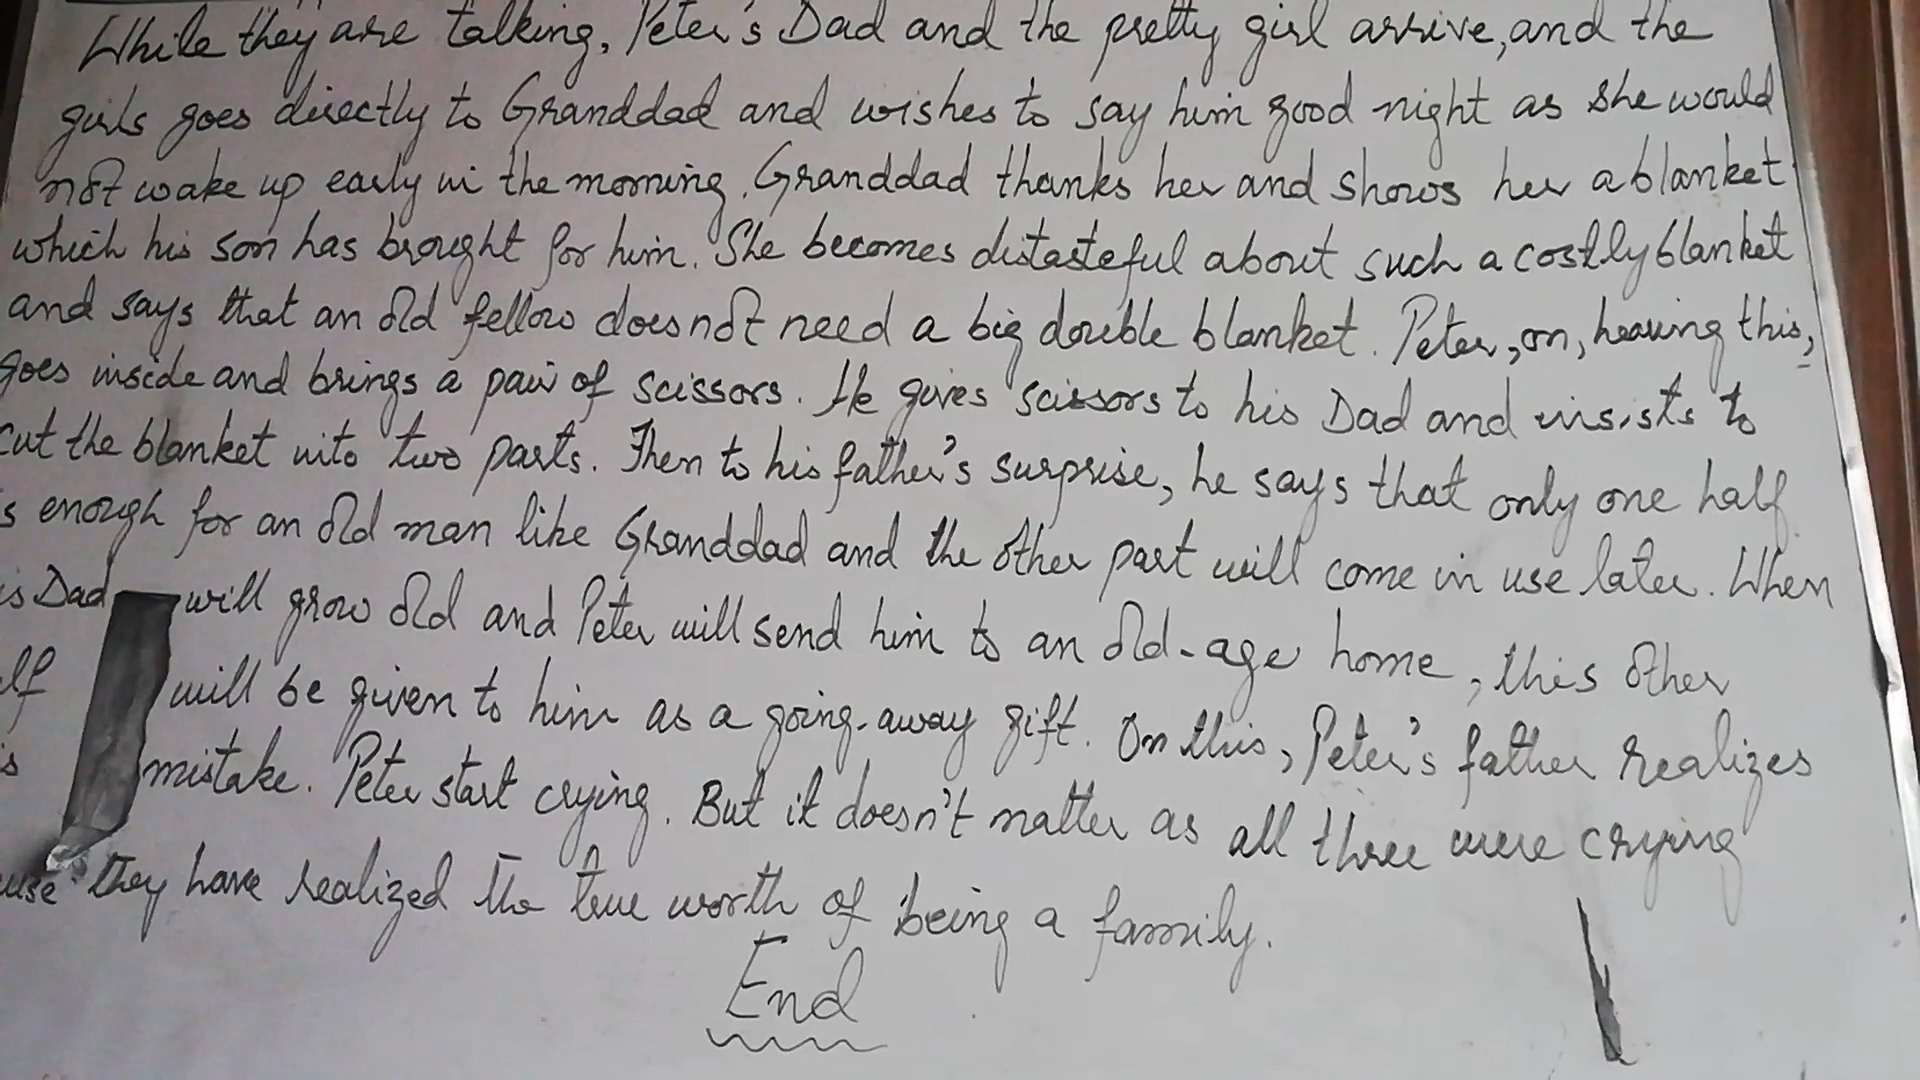 While they are talking, Peter's Dad and the pretty girl arrive, and the
girls goes directly to Granddad and wishes to say him good night as she would
not wake up early in the morning. Granddad thanks her and shows her a blanket
which his son has brought for him. She becomes distasteful about such a costly blanket
and says that an old fellow does not need a big double blanket. Peter, on, hearing this,
goes inside and brings a pair of scissors. He gives scissors to his Dad and insists to
cut the blanket into two parts. Then to his father's surprise, he says that only one half
s enough for an old man like Granddad and the other part will come in use later. When
is Dad will grow old and Peter will send him to an old-age home, this other
lf will be given to him as a going-away gift. On this, Peter's father realizes
is mistake. Peter start crying. But it doesn't matter as all three were crying
use they have realized the true worth of being a family.
End